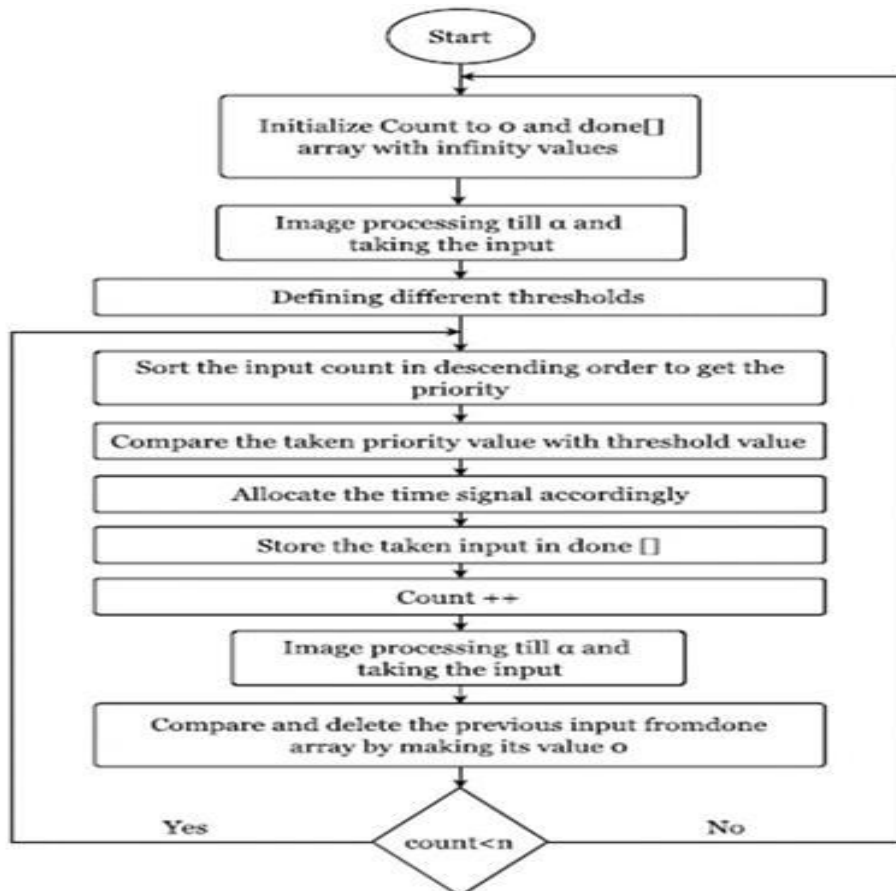 Start
Initialize Count to 0 and done[]
array with infinity values
Image processing till α and
taking the input
Defining different thresholds
Sort the input count in descending order to get the
priority
Compare the taken priority value with threshold value
Allocate the time signal accordingly
Store the taken input in done []
Count ++
Image processing till α and
taking the input
Compare and delete the previous input fromdone
array by making its value 0
Yes
count<n
No